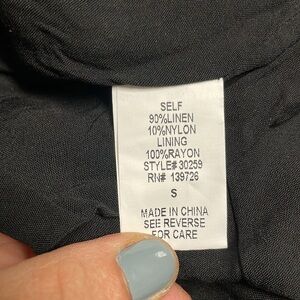 SELF
90%LINEN
10%NYLON
LINING
100%RAYON
STYLE# 30259
RN# 139726
S
MADE IN CHINA
SEE REVERSE
FOR CARE